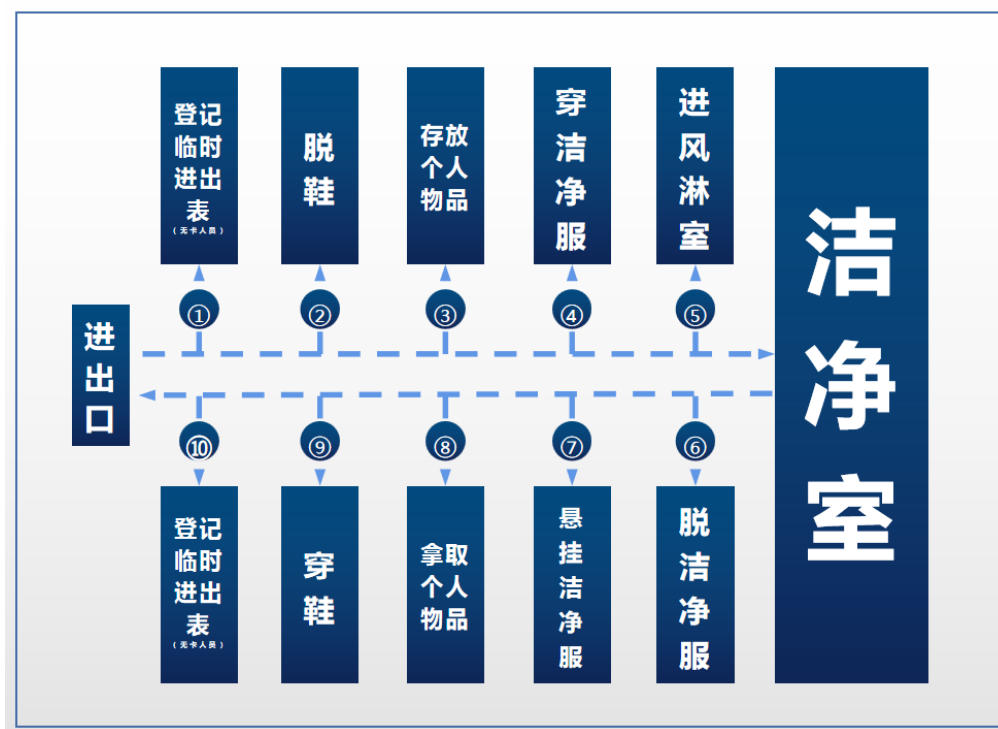 登记
临时
进出
表
(无卡人员)
脱
鞋
存放
个人
物品
穿
洁
净
服
进
风
淋
室
①
②
③
④
⑤
进
出
口
洁
净
室
⑩
⑨
⑧
⑦
⑥
登记
临时
进出
表
(无卡人员)
穿
鞋
拿取
个人
物品
悬
挂
洁
净
服
脱
洁
净
服